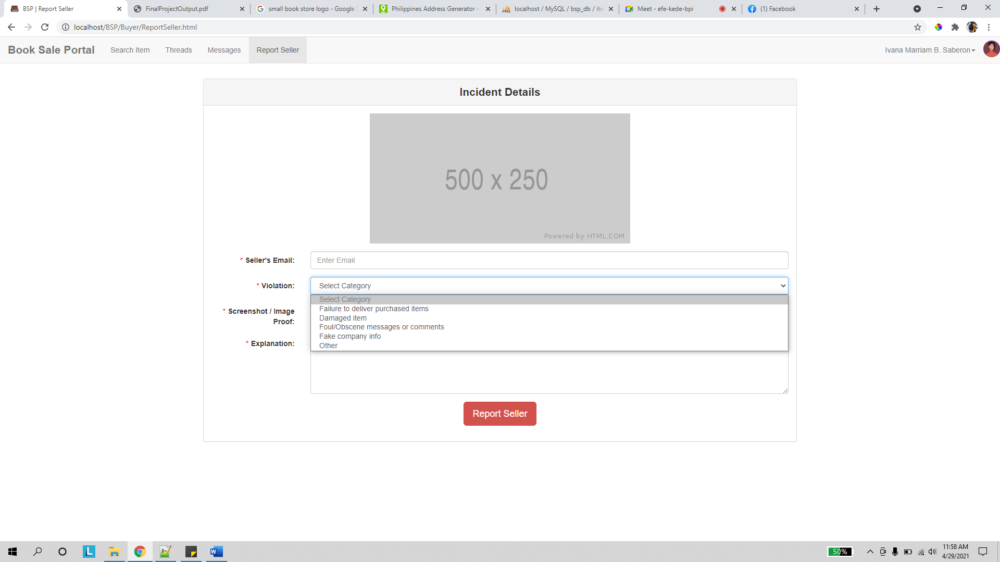 BSP | Report Seller
FinalProjectOutput.pdf
small book store logo - Google
Philippines Address Generator -
localhost / MySQL / bsp_db / ite
Meet - efe-kede-bpi
(1) Facebook
localhost/BSP/Buyer/ReportSeller.html
Book Sale Portal
Search Item
Threads
Messages
Report Seller
Ivana Marriam B. Saberon
Incident Details
500 x 250
Powered by HTML.COM
* Seller's Email:
Enter Email
* Violation:
Select Category
Select Category
Failure to deliver purchased items
Damaged item
Foul/Obscene messages or comments
Fake company info
Other
* Screenshot / Image
Proof:
* Explanation:
Report Seller
50%
11:58 AM
4/29/2021